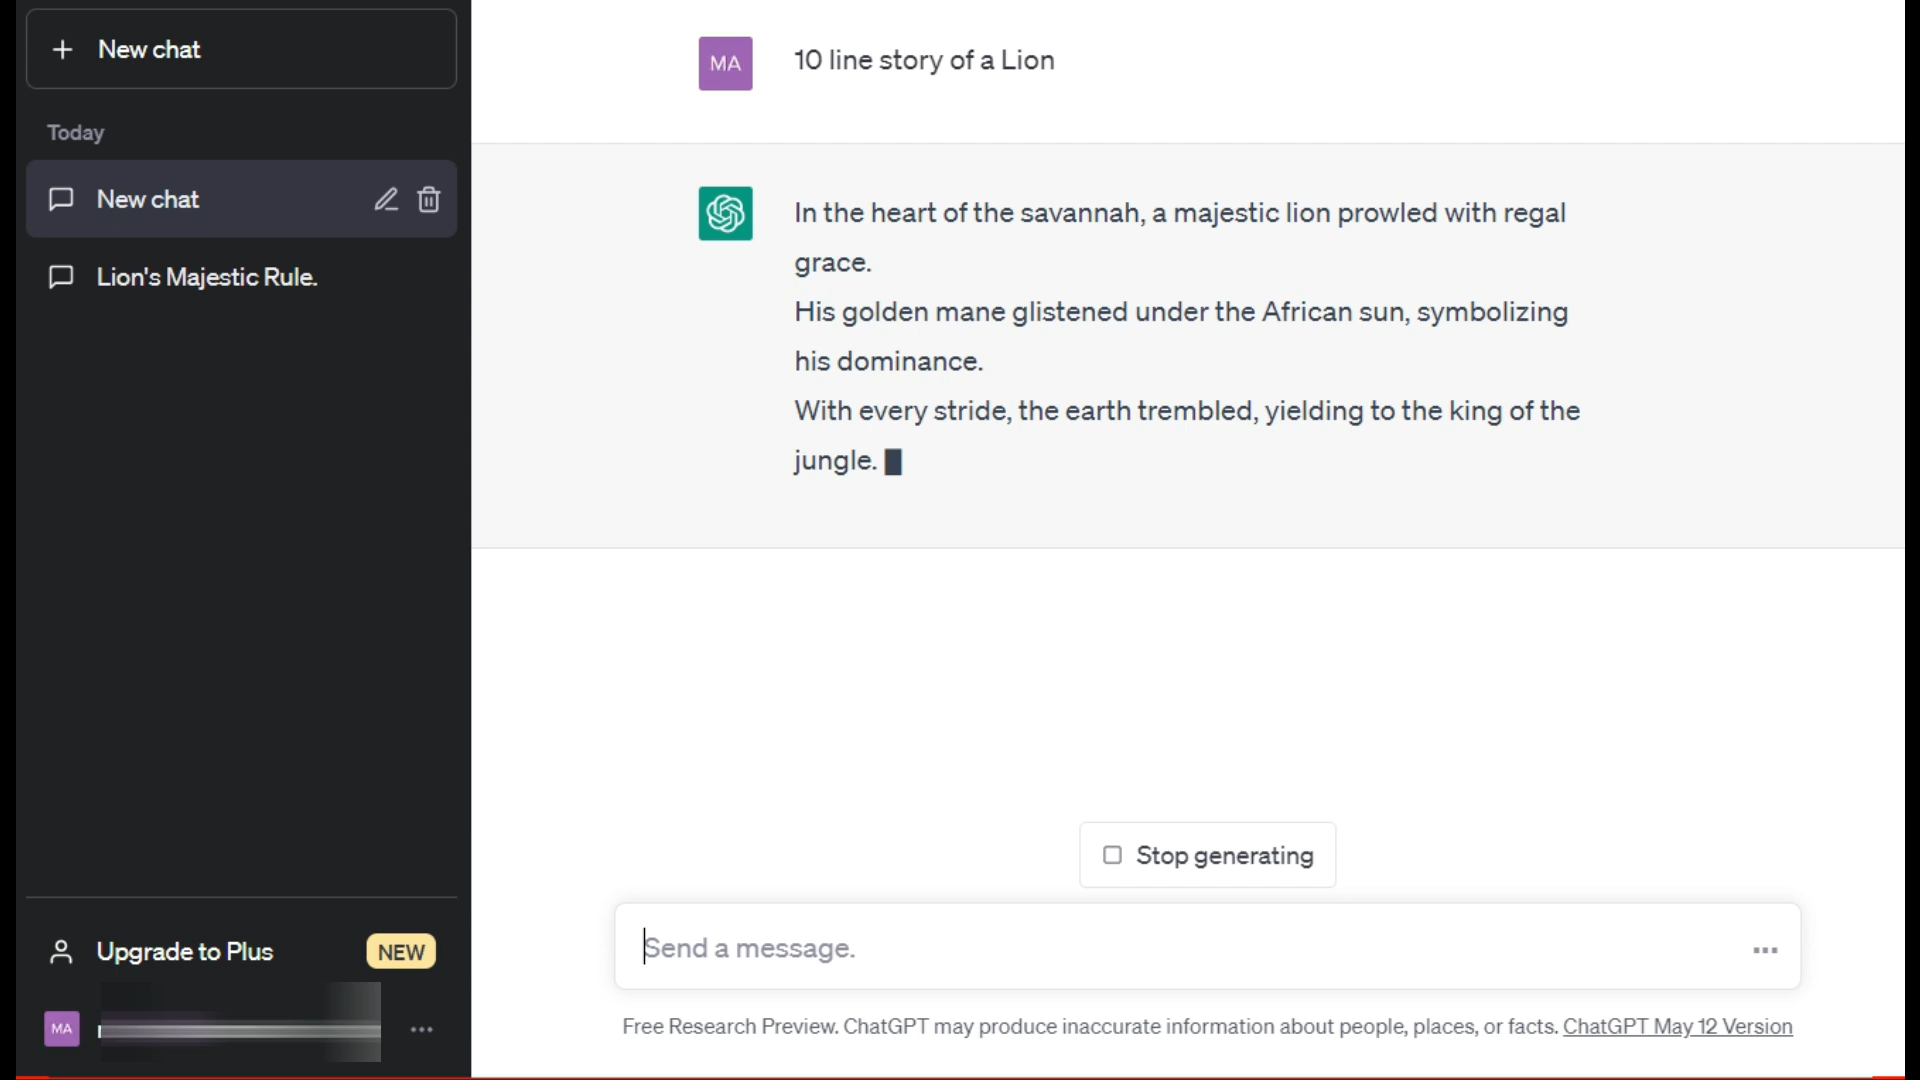 New chat
Today
New chat
Lion's Majestic Rule.
Upgrade to Plus NEW
MA
MA 10 line story of a Lion
In the heart of the savannah, a majestic lion prowled with regal
grace.
His golden mane glistened under the African sun, symbolizing
his dominance.
With every stride, the earth trembled, yielding to the king of the
jungle.
Stop generating
Send a message.
Free Research Preview. ChatGPT may produce inaccurate information about people, places, or facts. ChatGPT May 12 Version